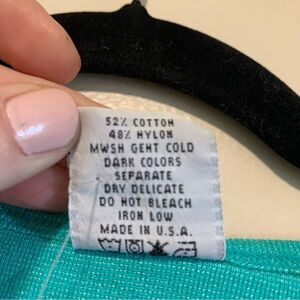 52% COTTON
48% NYLON
MWSH GENT COLD
DARK COLORS
SEPARATE
DRY DELICATE
DO NOT BLEACH
IRON LOW
MADE IN U.S.A.